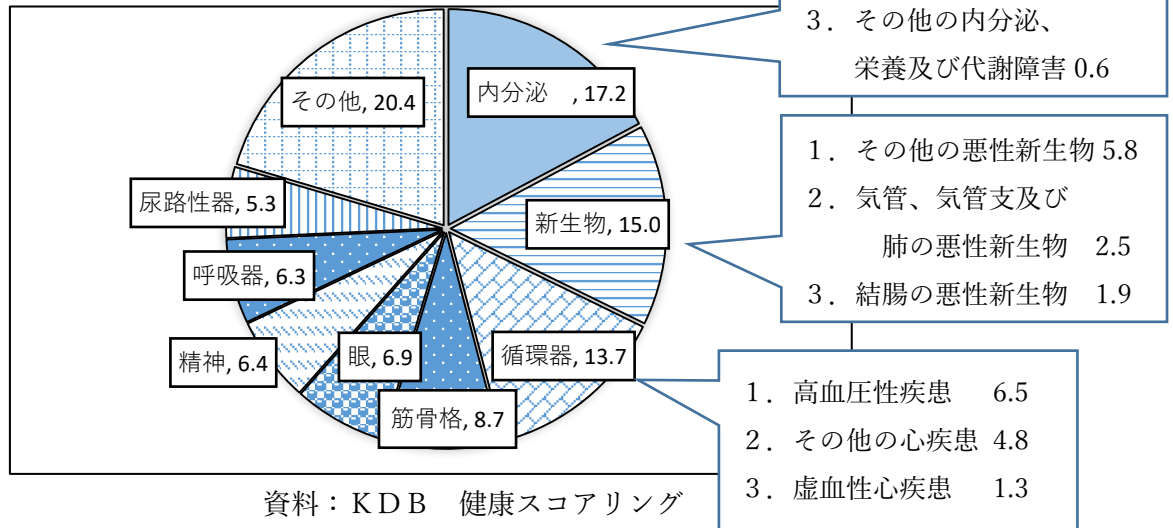 3．その他の内分泌、
栄養及び代謝障害 0.6
その他, 20.4
内分泌　, 17.2
1．その他の悪性新生物 5.8
2．気管、気管支及び
肺の悪性新生物　2.5
3．結腸の悪性新生物　1.9
尿路性器, 5.3
新生物, 15.0
呼吸器, 6.3
精神, 6.4
眼, 6.9
循環器, 13.7
筋骨格, 8.7
1．高血圧性疾患　6.5
2．その他の心疾患 4.8
3．虚血性心疾患　1.3
資料：ＫＤＢ　健康スコアリング